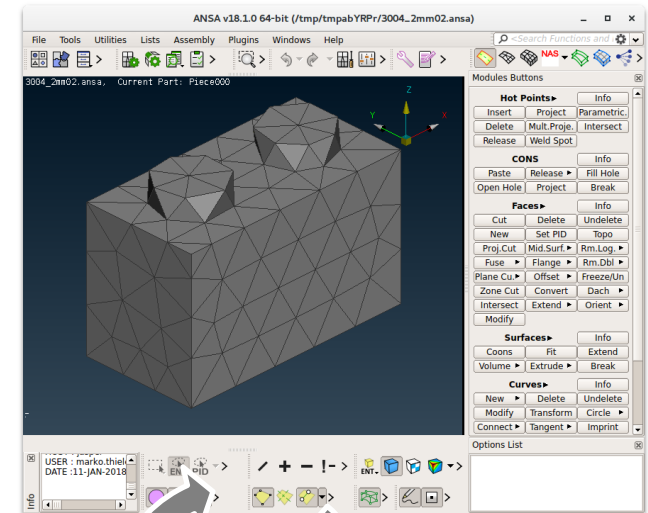 ANSA v18.1.0 64-bit (/tmp/tmpabYRPr/3004_2mm02.ansa)
File Tools Utilities Lists Assembly Plugins Windows Help
<Search Functions and
NAS
3004_2mm02.ansa, Current Part: Piece000
Z
Y X
Modules Buttons
Hot Points Info
Insert Project Parametric.
Delete Mult.Proje. Intersect
Release Weld Spot
CONS Info
Paste Release Fill Hole
Open Hole Project Break
Faces Info
Cut Delete Undelete
New Set PID Topo
Proj.Cut Mid.Surf. Rm.Log.
Fuse Flange Rm.Dbl
Plane Cu. Offset Freeze/Un
Zone Cut Convert Dach
Intersect Extend Orient
Modify
Surfaces Info
Coons Fit Extend
Volume Extrude Break
Curves Info
New Delete Undelete
Modify Transform Circle
Connect Tangent Imprint
Options List
USER : marko.thiel
DATE :11-JAN-2018
Info
PID
ENT.